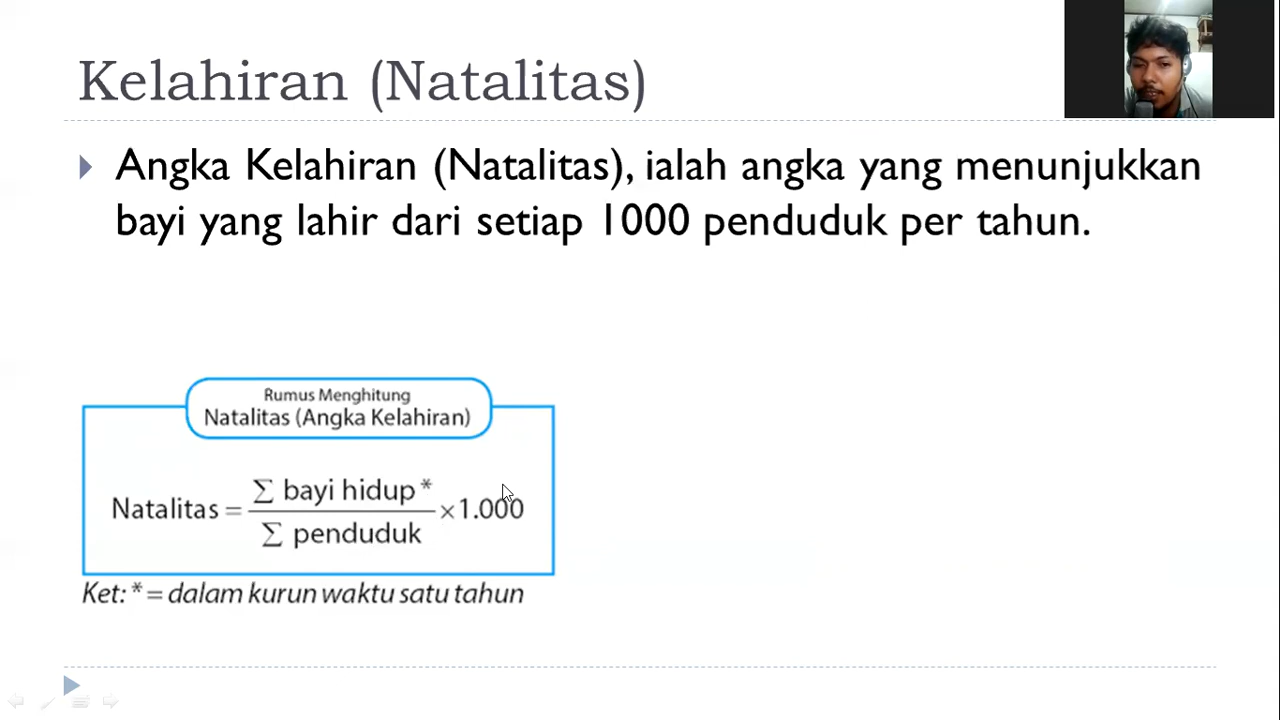 Kelahiran (Natalitas)
Angka Kelahiran (Natalitas), ialah angka yang menunjukkan
bayi yang lahir dari setiap 1000 penduduk per tahun.
Rumus Menghitung
Natalitas (Angka Kelahiran)
Natalitas = ∑ bayi hidup * / ∑ penduduk × 1.000
Ket: * = dalam kurun waktu satu tahun